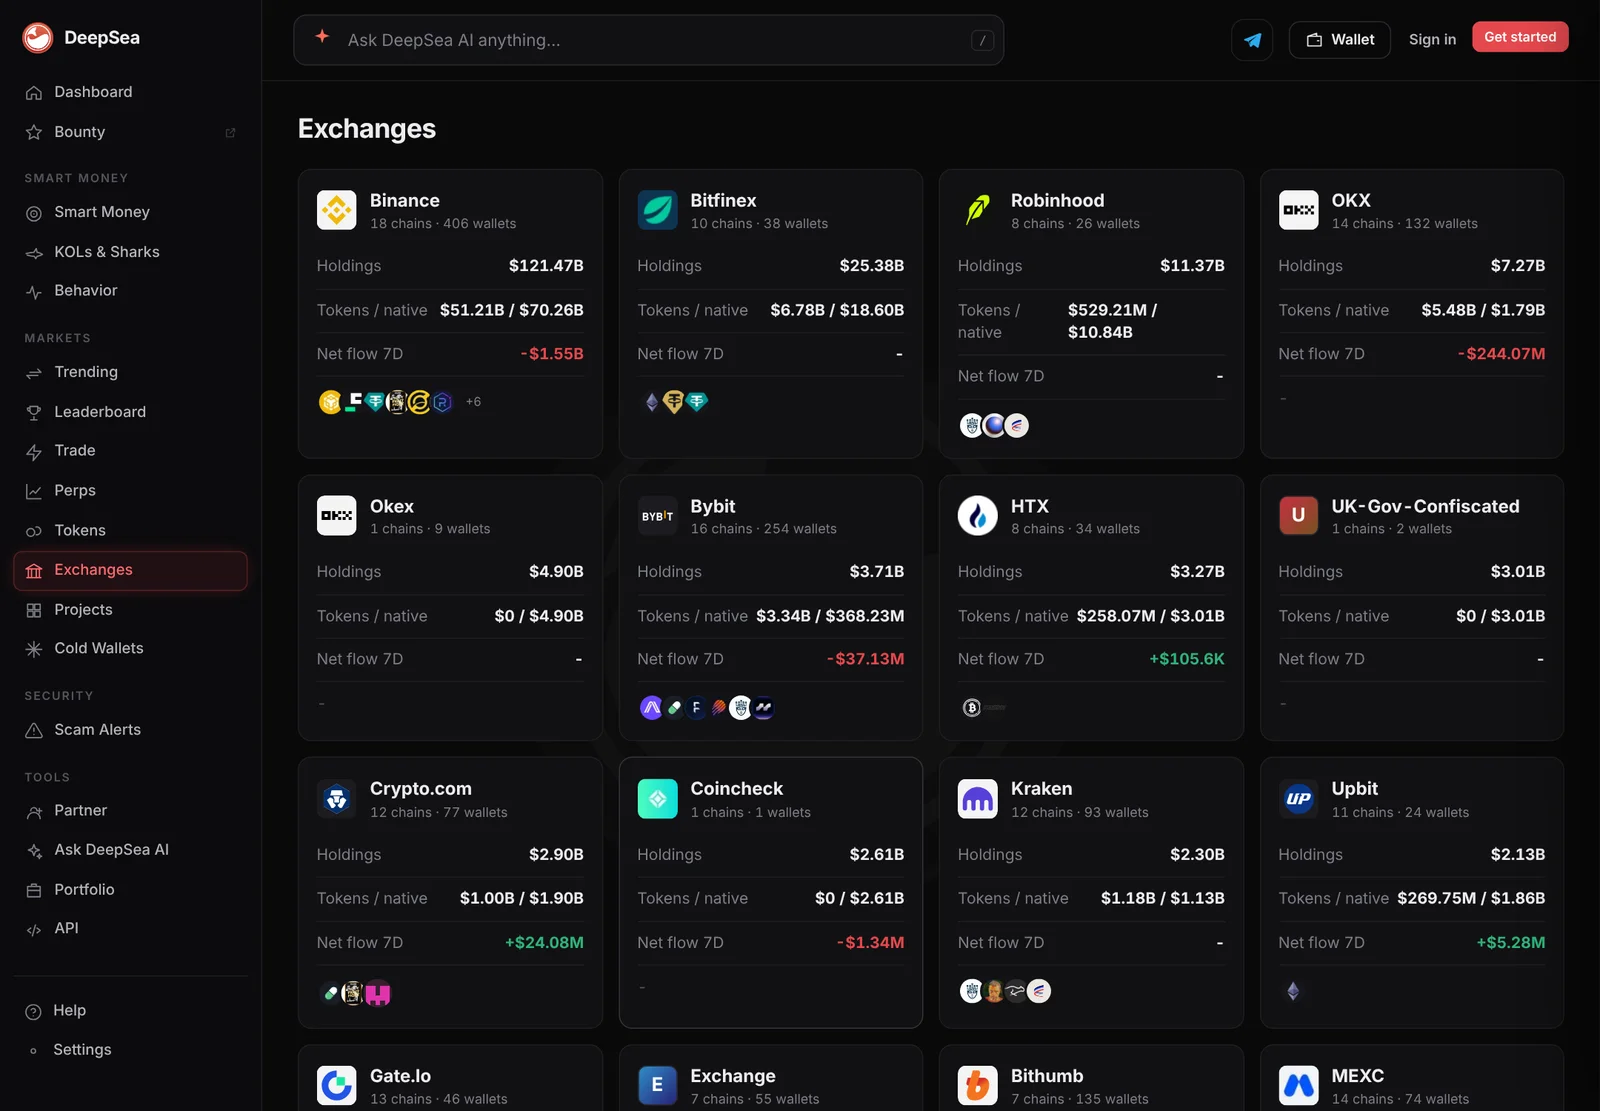 DeepSea
Ask DeepSea AI anything...
/
Wallet
Sign in
Get started
Dashboard
Bounty
SMART MONEY
Smart Money
KOLs & Sharks
Behavior
MARKETS
Trending
Leaderboard
Trade
Perps
Tokens
Exchanges
Projects
Cold Wallets
SECURITY
Scam Alerts
TOOLS
Partner
Ask DeepSea AI
Portfolio
API
Help
Settings
Exchanges
Binance
18 chains · 406 wallets
Holdings $121.47B
Tokens / native $51.21B / $70.26B
Net flow 7D -$1.55B
+6
Bitfinex
10 chains · 38 wallets
Holdings $25.38B
Tokens / native $6.78B / $18.60B
Net flow 7D -
Robinhood
8 chains · 26 wallets
Holdings $11.37B
Tokens / native $529.21M / $10.84B
Net flow 7D -
OKX
OKX
14 chains · 132 wallets
Holdings $7.27B
Tokens / native $5.48B / $1.79B
Net flow 7D -$244.07M
-
OKX
Okex
1 chains · 9 wallets
Holdings $4.90B
Tokens / native $0 / $4.90B
Net flow 7D -
-
BYBIT
Bybit
16 chains · 254 wallets
Holdings $3.71B
Tokens / native $3.34B / $368.23M
Net flow 7D -$37.13M
HTX
8 chains · 34 wallets
Holdings $3.27B
Tokens / native $258.07M / $3.01B
Net flow 7D +$105.6K
U
UK-Gov-Confiscated
1 chains · 2 wallets
Holdings $3.01B
Tokens / native $0 / $3.01B
Net flow 7D -
-
Crypto.com
12 chains · 77 wallets
Holdings $2.90B
Tokens / native $1.00B / $1.90B
Net flow 7D +$24.08M
Coincheck
1 chains · 1 wallets
Holdings $2.61B
Tokens / native $0 / $2.61B
Net flow 7D -$1.34M
-
Kraken
12 chains · 93 wallets
Holdings $2.30B
Tokens / native $1.18B / $1.13B
Net flow 7D -
UP
Upbit
11 chains · 24 wallets
Holdings $2.13B
Tokens / native $269.75M / $1.86B
Net flow 7D +$5.28M
Gate.Io
13 chains · 46 wallets
E
Exchange
7 chains · 55 wallets
Bithumb
7 chains · 135 wallets
MEXC
14 chains · 74 wallets